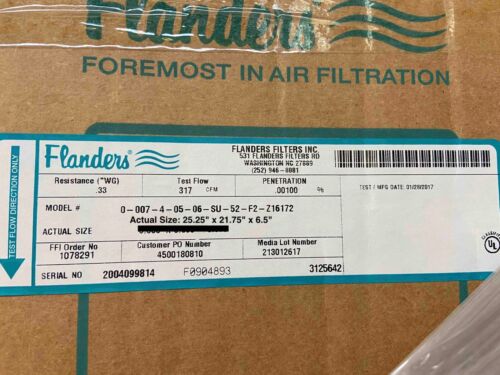 Flanders®
FOREMOST IN AIR FILTRATION
Flanders®
FLANDERS FILTERS INC.
531 FLANDERS FILTERS RD
WASHINGTON NC 27889
(252) 946-8081
Resistance ("WG) Test Flow PENETRATION
.33 317 CFM .00100 %
TEST / MFG DATE: 01/26/2017
MODEL # 0-007-4-05-06-SU-52-F2-Z16172
Actual Size: 25.25" x 21.75" x 6.5"
ACTUAL SIZE
FFI Order No Customer PO Number Media Lot Number
1078291 4500180810 213012617
SERIAL NO 2004099814 F0904893 3125642
TEST FLOW DIRECTION
CLASSIFIED
UL